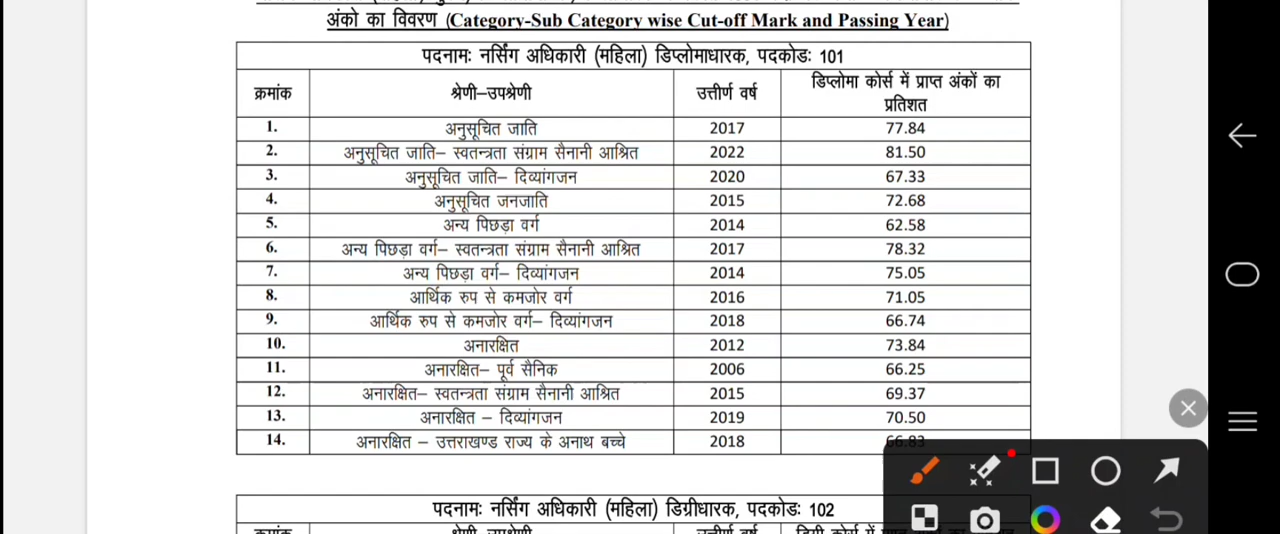 अंको का विवरण (Category-Sub Category wise Cut-off Mark and Passing Year)
पदनामः नर्सिंग अधिकारी (महिला) डिप्लोमाधारक, पदकोडः 101
क्रमांक श्रेणी–उपश्रेणी उत्तीर्ण वर्ष डिप्लोमा कोर्स में प्राप्त अंकों का प्रतिशत
1. अनुसूचित जाति 2017 77.84
2. अनुसूचित जाति– स्वतन्त्रता संग्राम सैनानी आश्रित 2022 81.50
3. अनुसूचित जाति– दिव्यांगजन 2020 67.33
4. अनुसूचित जनजाति 2015 72.68
5. अन्य पिछड़ा वर्ग 2014 62.58
6. अन्य पिछड़ा वर्ग– स्वतन्त्रता संग्राम सैनानी आश्रित 2017 78.32
7. अन्य पिछड़ा वर्ग– दिव्यांगजन 2014 75.05
8. आर्थिक रुप से कमजोर वर्ग 2016 71.05
9. आर्थिक रुप से कमजोर वर्ग– दिव्यांगजन 2018 66.74
10. अनारक्षित 2012 73.84
11. अनारक्षित– पूर्व सैनिक 2006 66.25
12. अनारक्षित– स्वतन्त्रता संग्राम सैनानी आश्रित 2015 69.37
13. अनारक्षित – दिव्यांगजन 2019 70.50
14. अनारक्षित – उत्तराखण्ड राज्य के अनाथ बच्चे 2018 66.83
पदनामः नर्सिंग अधिकारी (महिला) डिग्रीधारक, पदकोडः 102
क्रमांक श्रेणी–उपश्रेणी उत्तीर्ण वर्ष